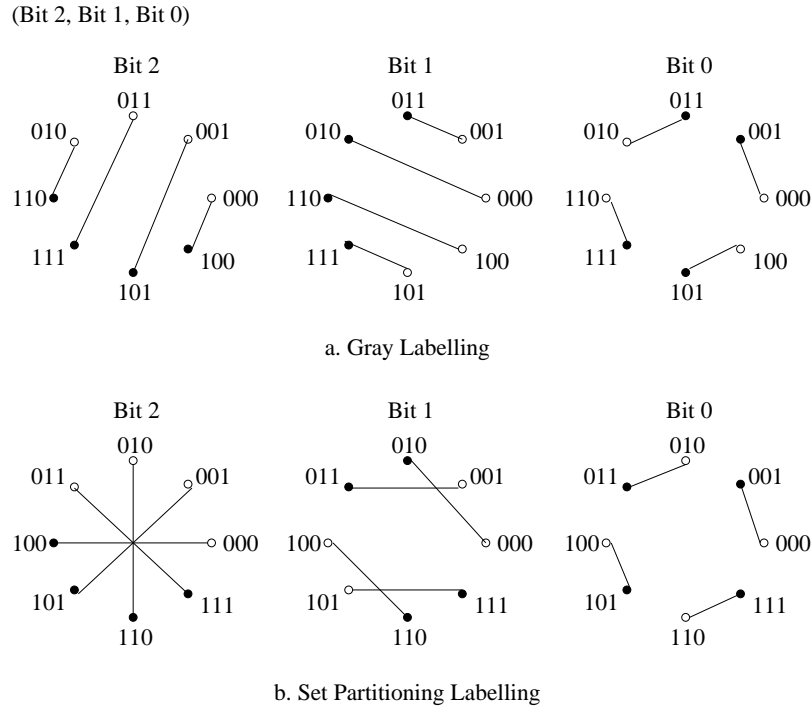 (Bit 2, Bit 1, Bit 0)
Bit 2 Bit 1 Bit 0
011 011 011
010 001 010 001 010 001
110 000 110 000 110 000
111 100 111 100 111 100
101 101 101
a. Gray Labelling
Bit 2 Bit 1 Bit 0
010 010 010
011 001 011 001 011 001
100 000 100 000 100 000
101 111 101 111 101 111
110 110 110
b. Set Partitioning Labelling